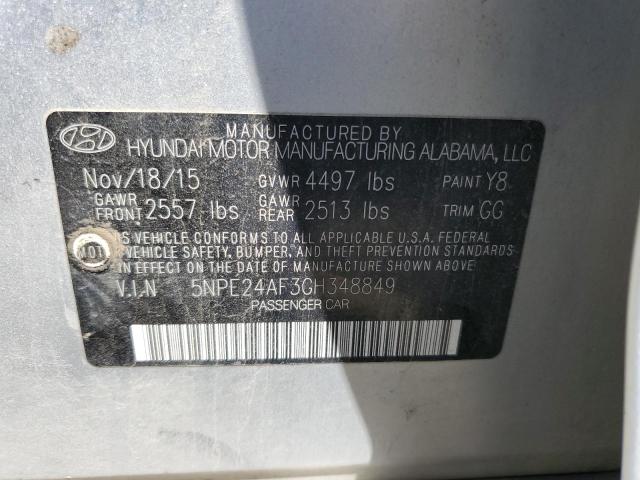 MANUFACTURED BY
HYUNDAI MOTOR MANUFACTURING ALABAMA, LLC
Nov/18/15 GVWR 4497 lbs PAINT Y8
GAWR FRONT 2557 lbs GAWR REAR 2513 lbs TRIM GG
IS VEHICLE CONFORMS TO ALL APPLICABLE U.S.A. FEDERAL
MOT VEHICLE SAFETY, BUMPER, AND THEFT PREVENTION STANDARDS
IN EFFECT ON THE DATE OF MANUFACTURE SHOWN ABOVE.
V.I.N 5NPE24AF3GH348849
PASSENGER CAR